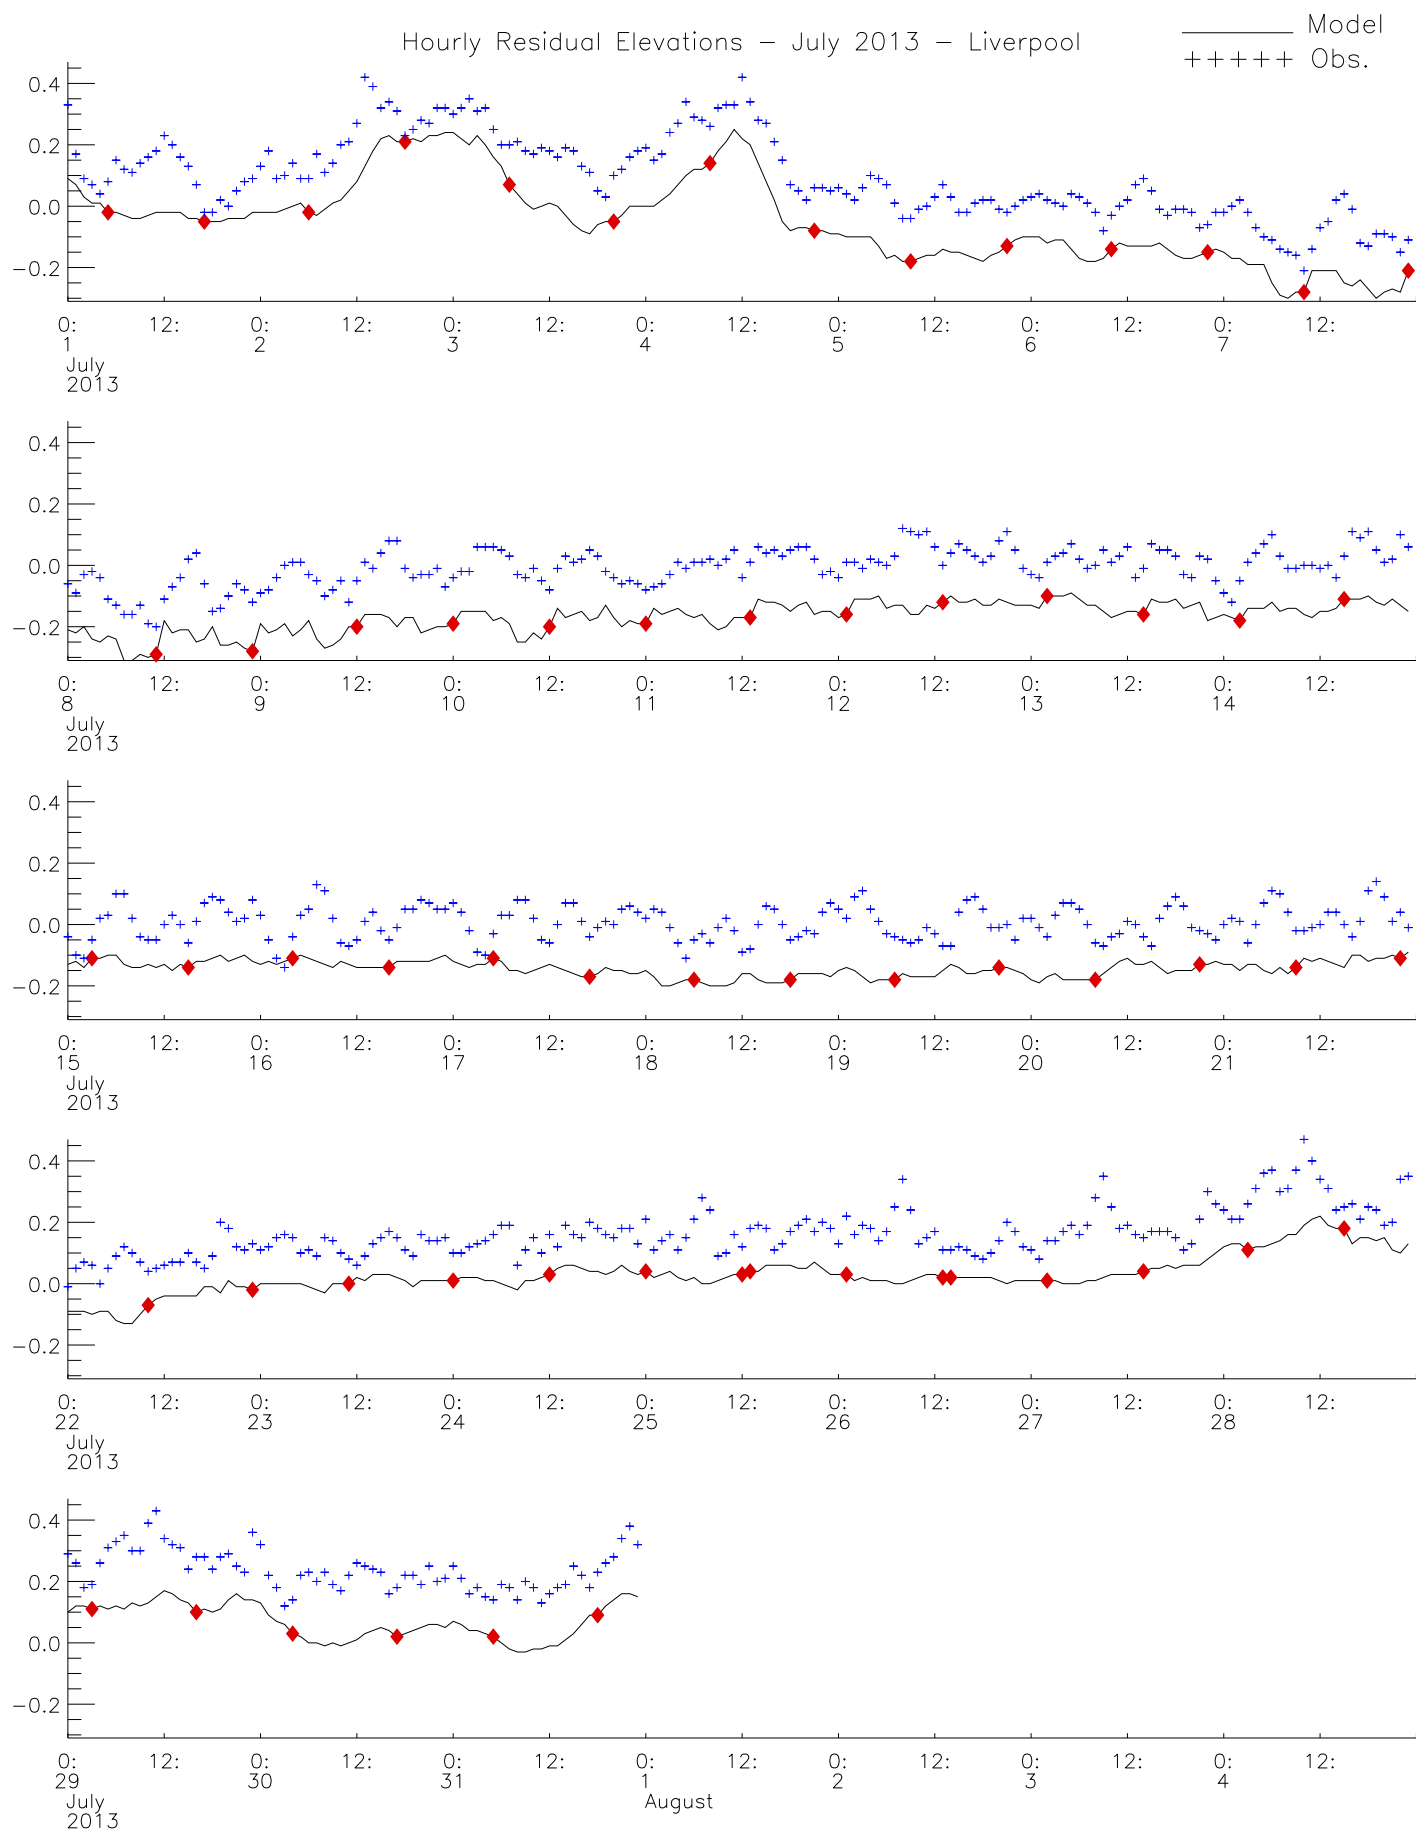 Hourly Residual Elevations − July 2013 − Liverpool
Model
+++++ Obs.
0.4
0.2
0.0
−0.2
0: 12: 0: 12: 0: 12: 0: 12: 0: 12: 0: 12: 0: 12:
1 2 3 4 5 6 7
July
2013
0.4
0.2
0.0
−0.2
0: 12: 0: 12: 0: 12: 0: 12: 0: 12: 0: 12: 0: 12:
8 9 10 11 12 13 14
July
2013
0.4
0.2
0.0
−0.2
0: 12: 0: 12: 0: 12: 0: 12: 0: 12: 0: 12: 0: 12:
15 16 17 18 19 20 21
July
2013
0.4
0.2
0.0
−0.2
0: 12: 0: 12: 0: 12: 0: 12: 0: 12: 0: 12: 0: 12:
22 23 24 25 26 27 28
July
2013
0.4
0.2
0.0
−0.2
0: 12: 0: 12: 0: 12: 0: 12: 0: 12: 0: 12: 0: 12:
29 30 31 1 2 3 4
July August
2013